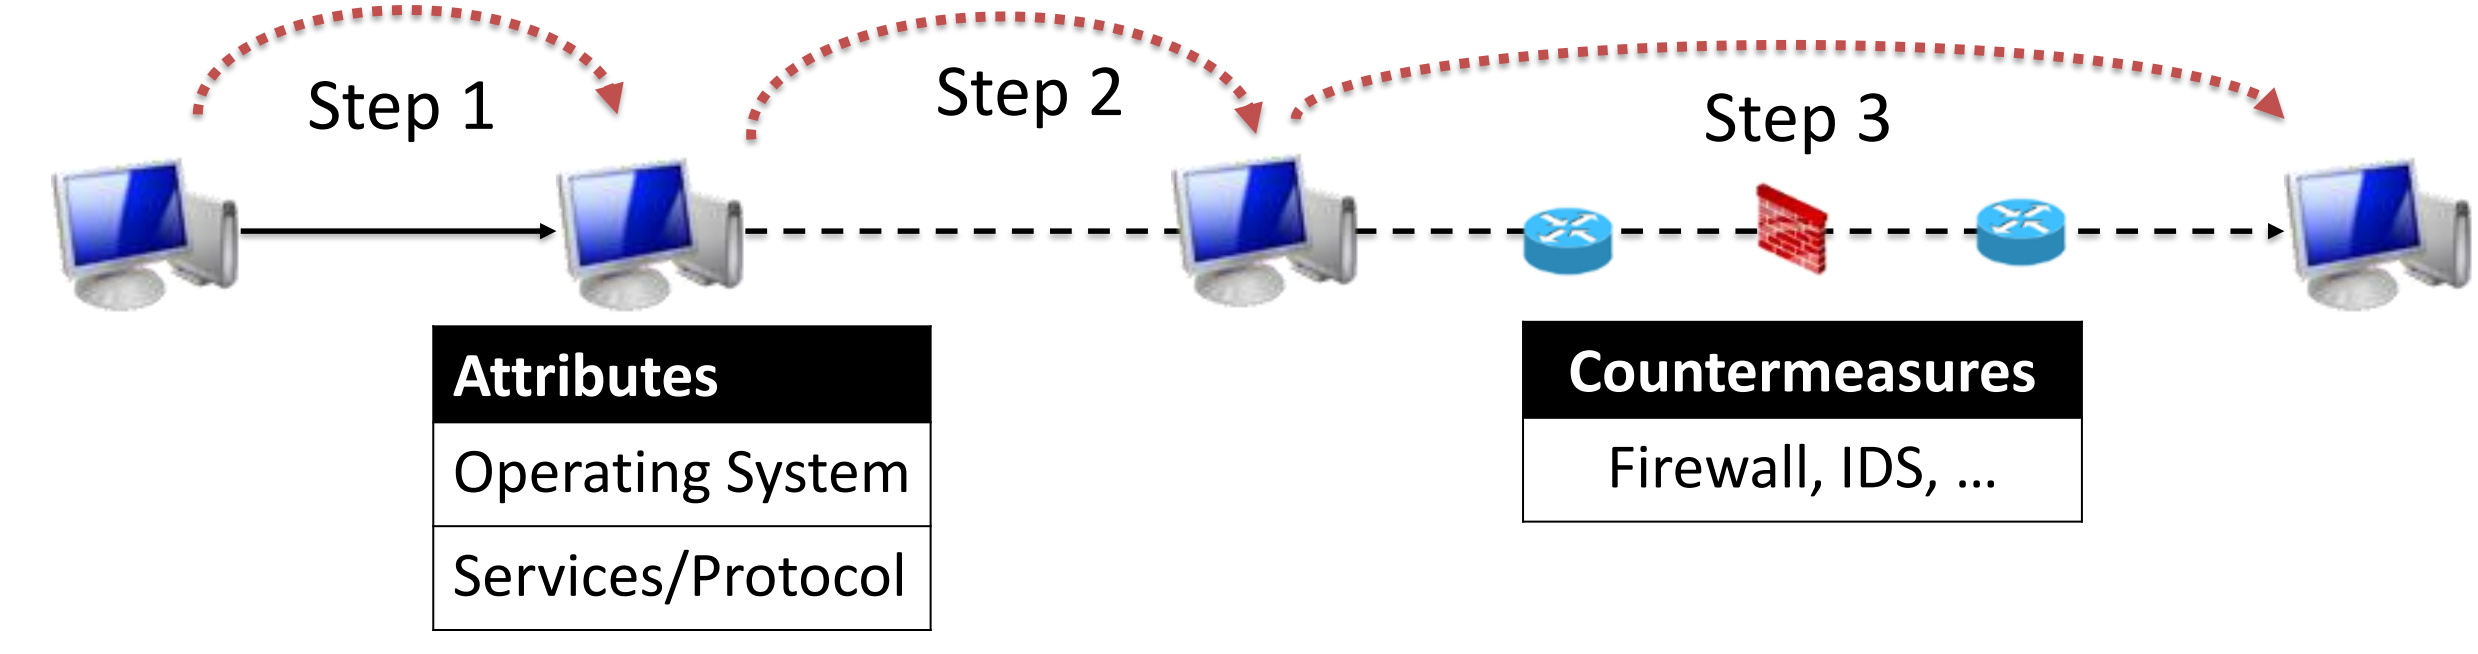 Step 1
Step 2
Step 3
Attributes
Operating System
Services/Protocol
Countermeasures
Firewall, IDS, ...